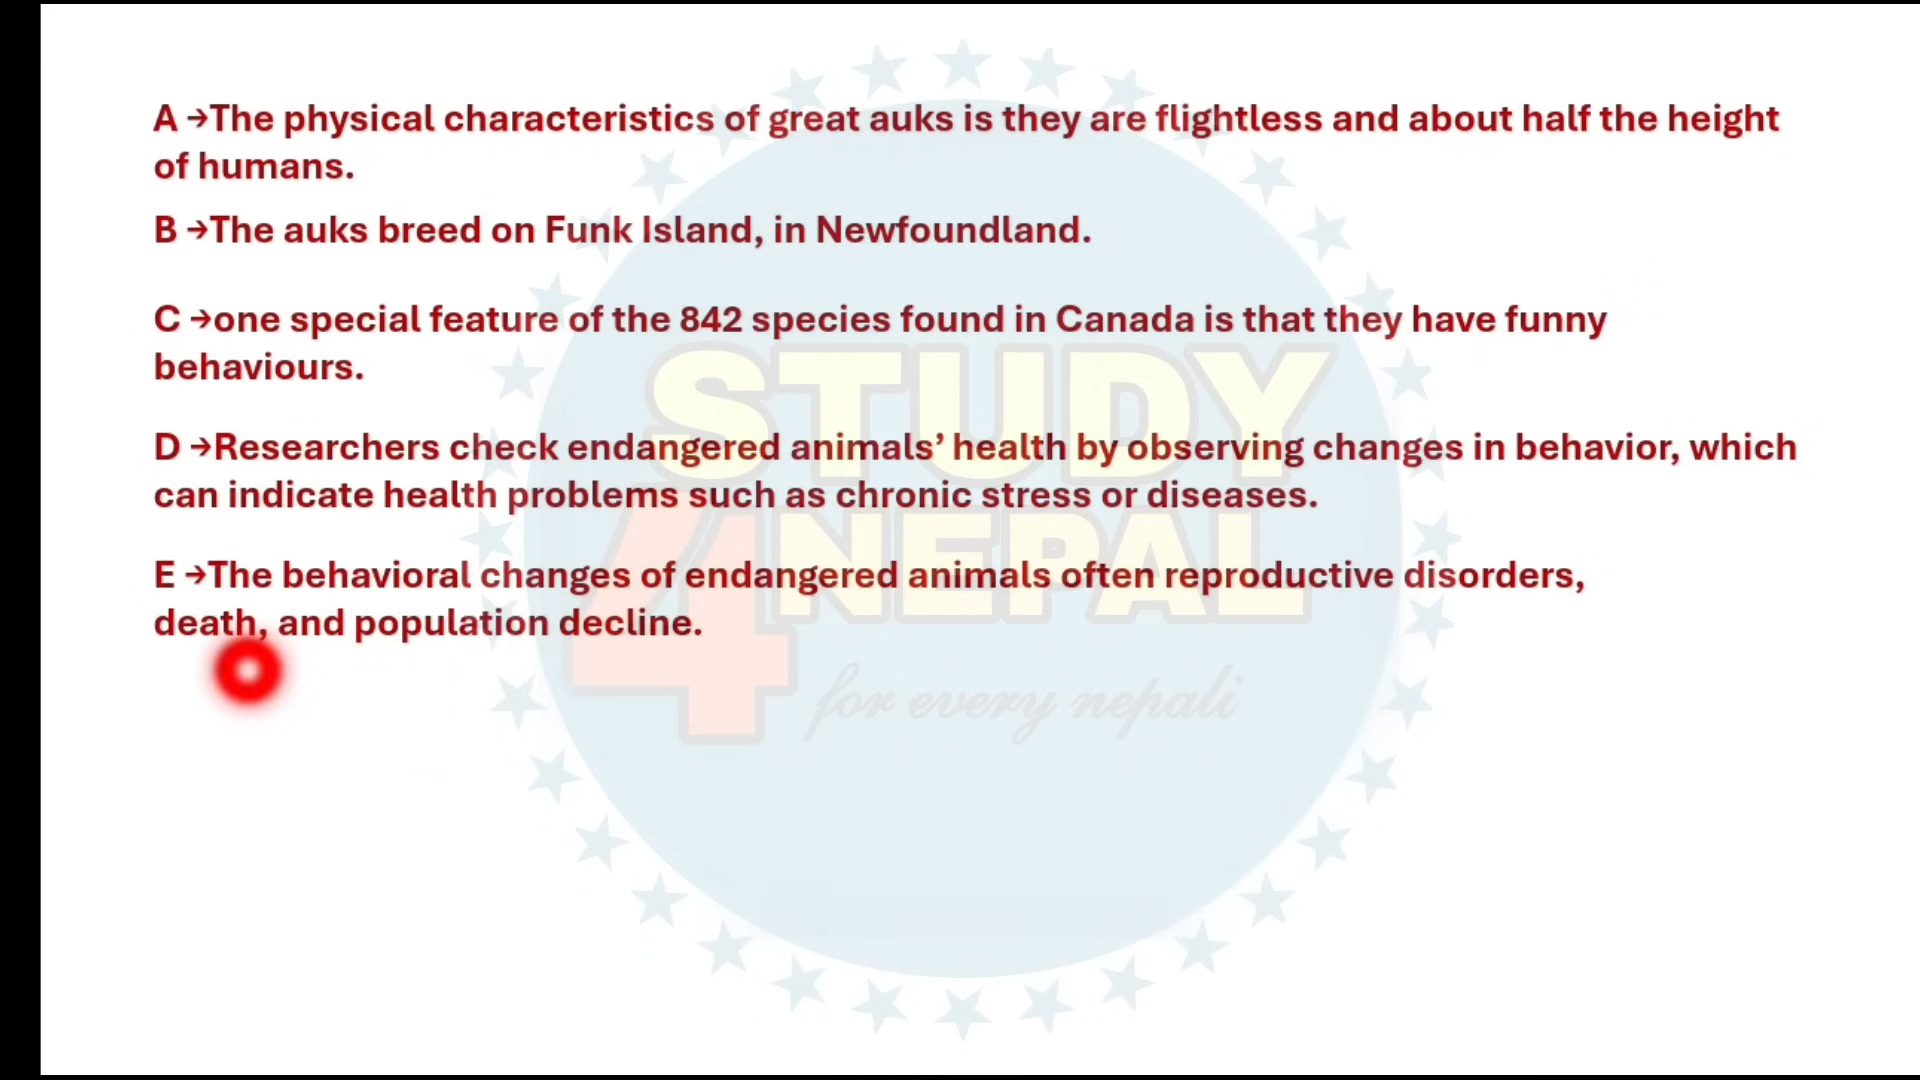 A →The physical characteristics of great auks is they are flightless and about half the height
of humans.
B →The auks breed on Funk Island, in Newfoundland.
C →one special feature of the 842 species found in Canada is that they have funny
behaviours.
D →Researchers check endangered animals’ health by observing changes in behavior, which
can indicate health problems such as chronic stress or diseases.
E →The behavioral changes of endangered animals often reproductive disorders,
death, and population decline.
STUDY
4 NEPAL
for every nepali